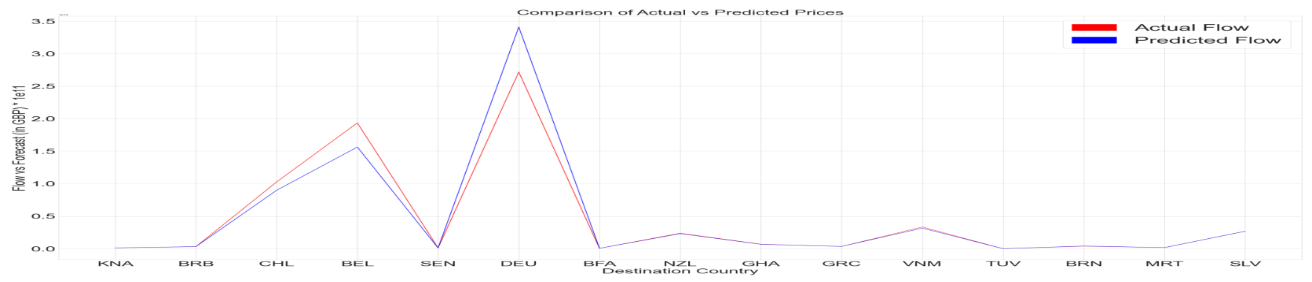 Comparison of Actual vs Predicted Prices
Actual Flow
Predicted Flow
Flow vs Forecast (in GBP) * 1e11
3.5
3.0
2.5
2.0
1.5
1.0
0.5
0.0
KNA BRB CHL BEL SEN DEU BFA NZL GHA GRC VNM TUV BRN MRT SLV
Destination Country